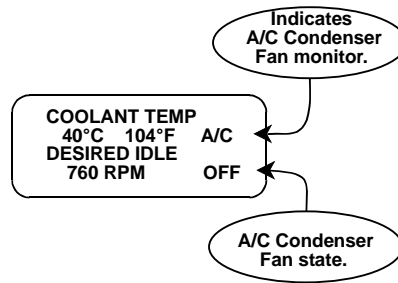 Indicates
A/C Condenser
Fan monitor.
COOLANT TEMP
40°C 104°F A/C
DESIRED IDLE
760 RPM OFF
A/C Condenser
Fan state.